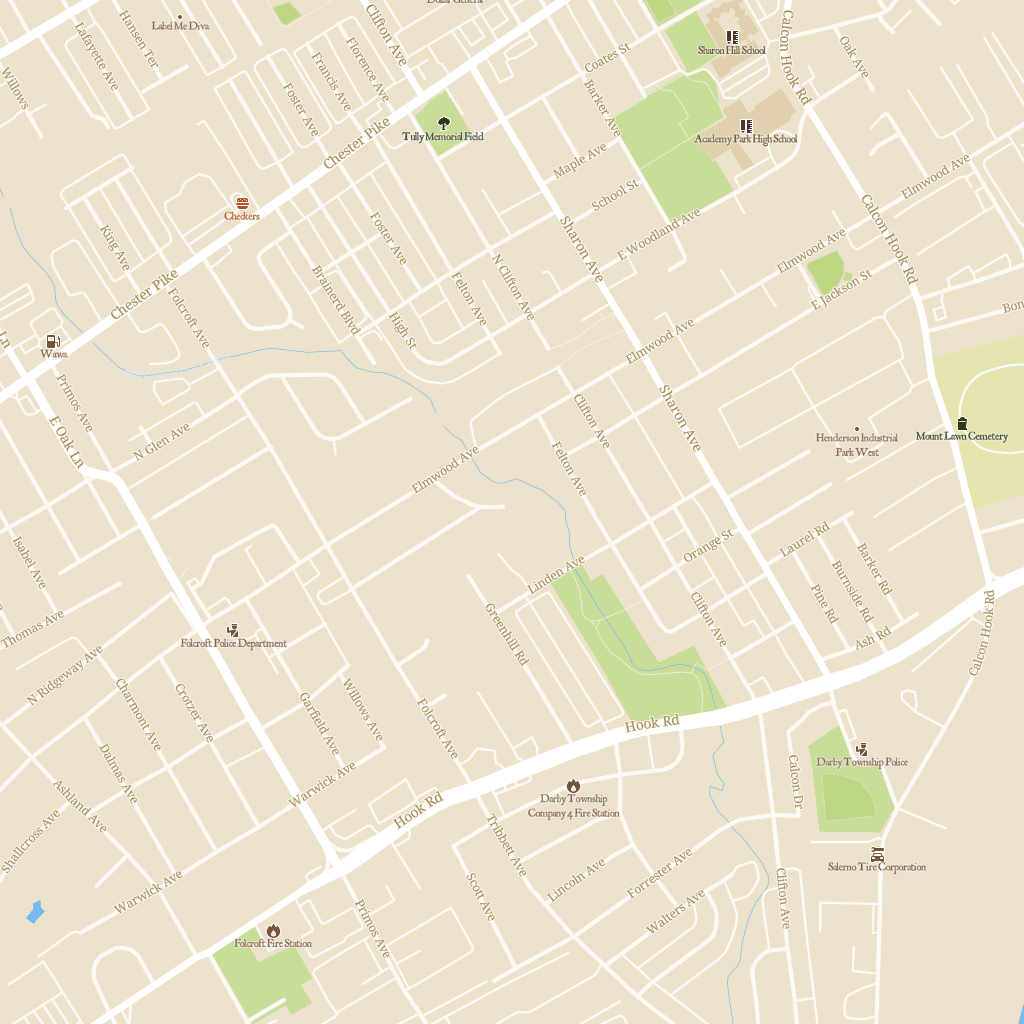 Dollar General
Label Me Diva
Hansen Ter
Lafayette Ave
Willows
Clifton Ave
Florence Ave
Francis Ave
Foster Ave
Coates St
Sharon Hill School
Calcon Hook Rd
Oak Ave
Barker Ave
Tully Memorial Field
Chester Pike
Academy Park High School
Maple Ave
School St
Elmwood Ave
Checkers
Sharon Ave
E Woodland Ave
Calcon Hook Rd
King Ave
Foster Ave
Elmwood Ave
Chester Pike
Brainerd Blvd
Felton Ave
N Clifton Ave
E Jackson St
Folcroft Ave
High St
Elmwood Ave
Bon
Ln
Wawa
Primos Ave
E Oak Ln
N Glen Ave
Clifton Ave
Sharon Ave
Henderson Industrial
Park West
Mount Lawn Cemetery
Elmwood Ave
Felton Ave
Isabel Ave
Orange St
Laurel Rd
Linden Ave
Barker Rd
Burnside Rd
Pine Rd
Thomas Ave
Folcroft Police Department
Greenhill Rd
Clifton Ave
Ash Rd
Calcon Hook Rd
N Ridgeway Ave
Charmont Ave
Crotzer Ave
Garfield Ave
Willows Ave
Folcroft Ave
Hook Rd
Dalmas Ave
Warwick Ave
Calcon Dr
Darby Township Police
Ashland Ave
Hook Rd
Darby Township
Company 4 Fire Station
Shallcross Ave
Tribbett Ave
Salerno Tire Corporation
Warwick Ave
Scott Ave
Lincoln Ave
Forrester Ave
Clifton Ave
Walters Ave
Primos Ave
Folcroft Fire Station